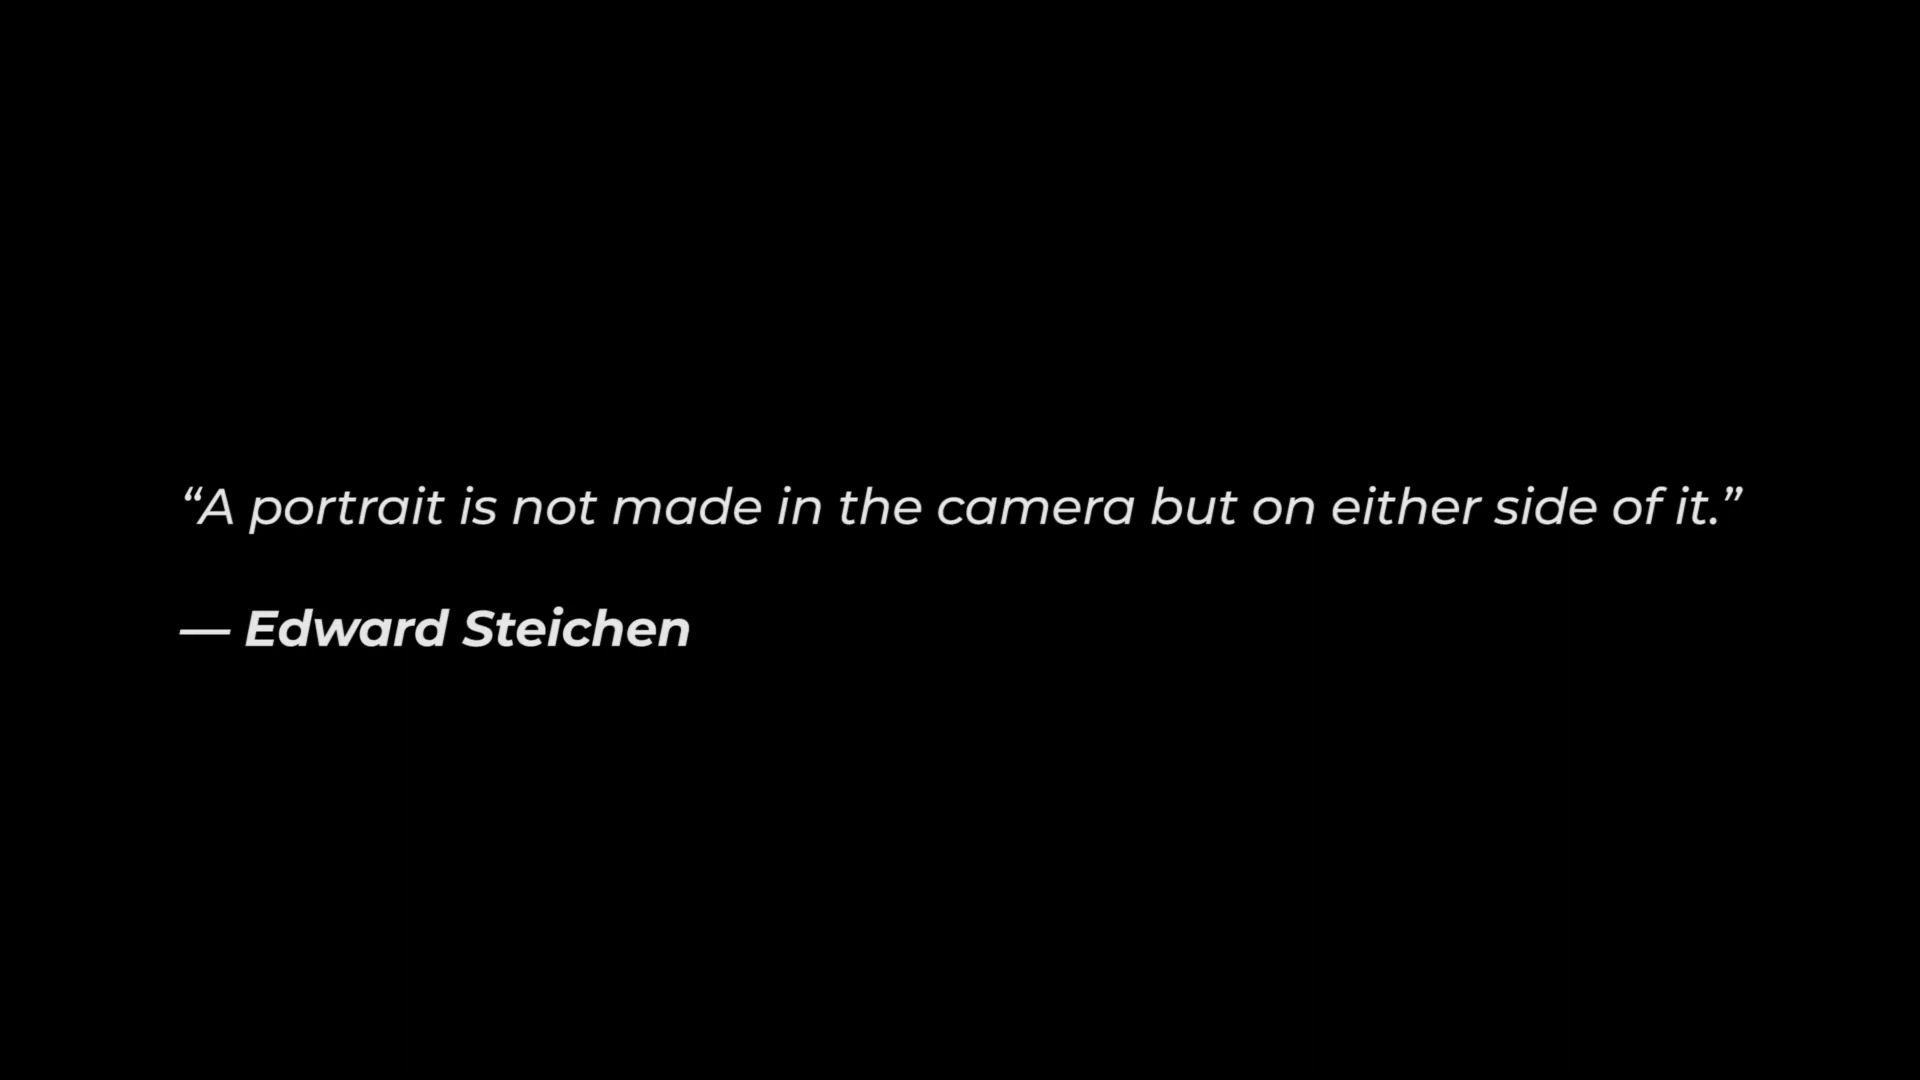 “A portrait is not made in the camera but on either side of it.”
— Edward Steichen